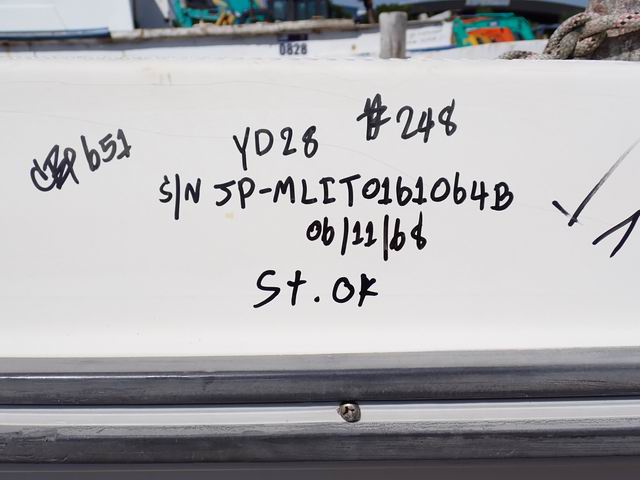 0828
#248
YD28
S/N JP-MLIT0161064B
06/11/68
St. OK